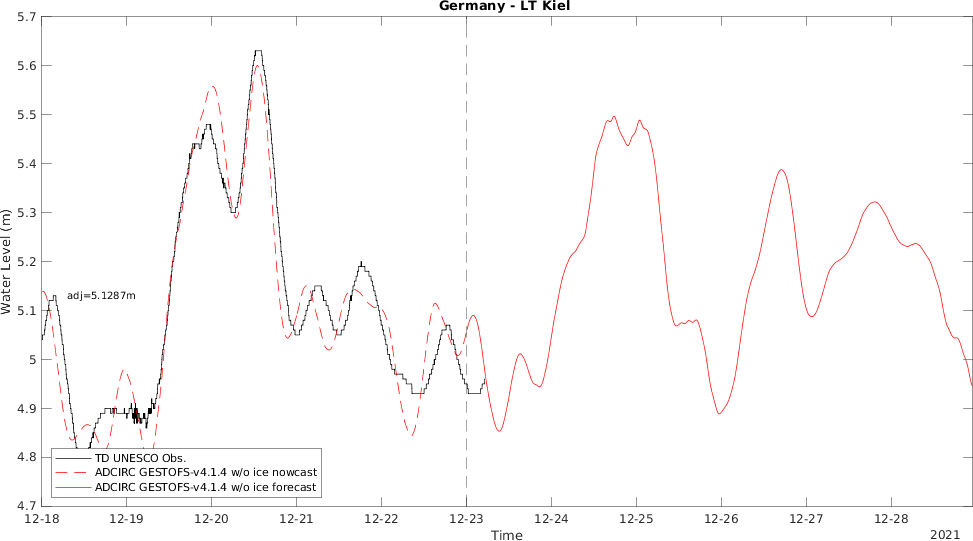 Germany - LT Kiel
5.7
5.6
5.5
5.4
5.3
5.2
5.1
5
4.9
4.8
4.7
Water Level (m)
adj=5.1287m
TD UNESCO Obs.
ADCIRC GESTOFS-v4.1.4 w/o ice nowcast
ADCIRC GESTOFS-v4.1.4 w/o ice forecast
12-18 12-19 12-20 12-21 12-22 12-23 12-24 12-25 12-26 12-27 12-28
Time
2021